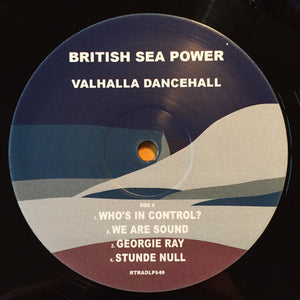 BRITISH SEA POWER
VALHALLA DANCEHALL
SIDE A
1. WHO'S IN CONTROL?
2. WE ARE SOUND
3. GEORGIE RAY
4. STUNDE NULL
RTRADLP549